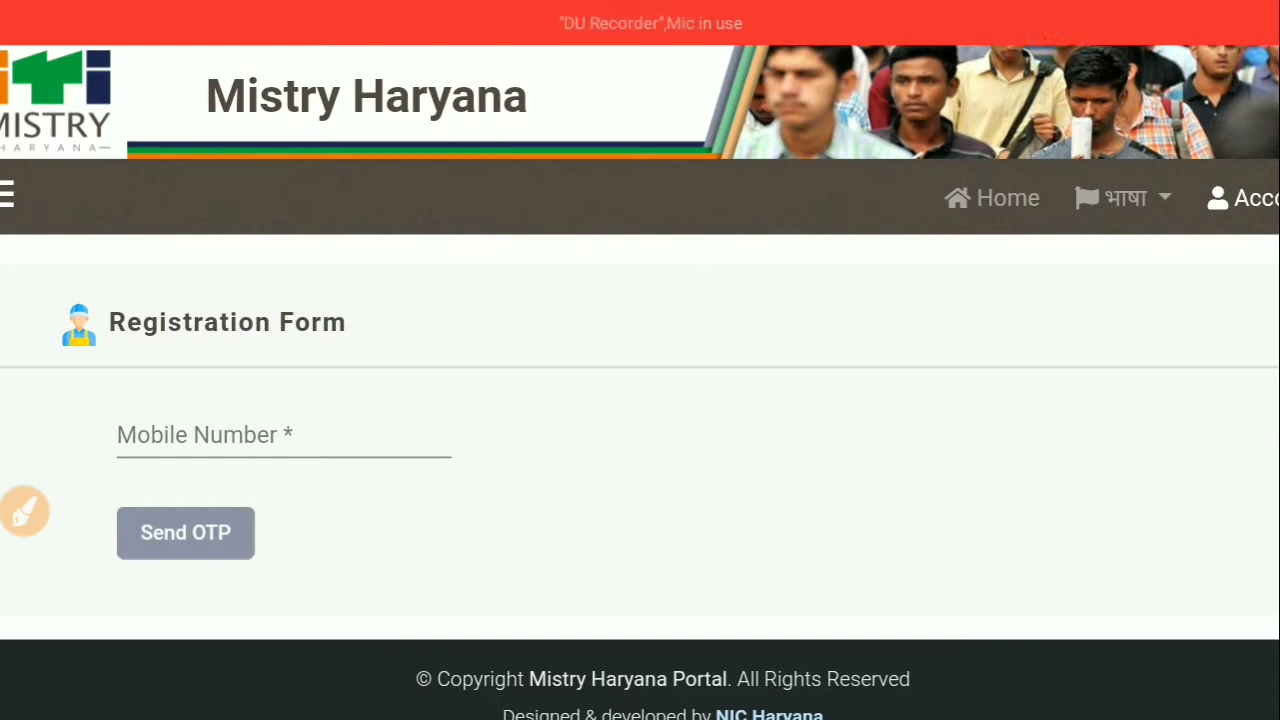 "DU Recorder",Mic in use
MISTRY
HARYANA
Mistry Haryana
Home
भाषा
Registration Form
Mobile Number *
Send OTP
© Copyright Mistry Haryana Portal. All Rights Reserved
Designed & developed by NIC Haryana